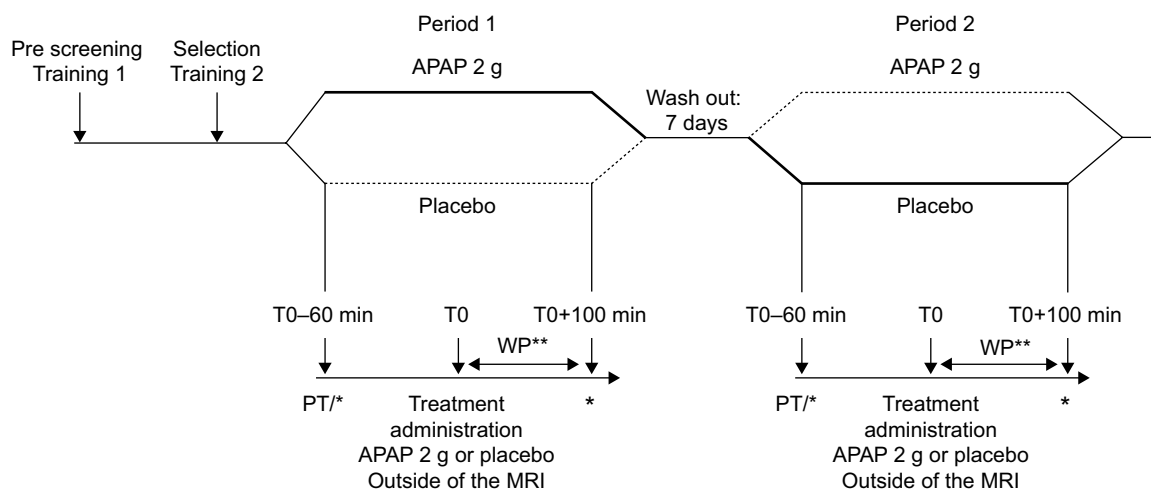 Period 1
Period 2
Pre screening
Training 1
Selection
Training 2
APAP 2 g
Wash out:
7 days
APAP 2 g
Placebo
Placebo
T0–60 min
T0
T0+100 min
T0–60 min
T0
T0+100 min
WP**
WP**
PT/*
Treatment
administration
APAP 2 g or placebo
Outside of the MRI
*
PT/*
Treatment
administration
APAP 2 g or placebo
Outside of the MRI
*